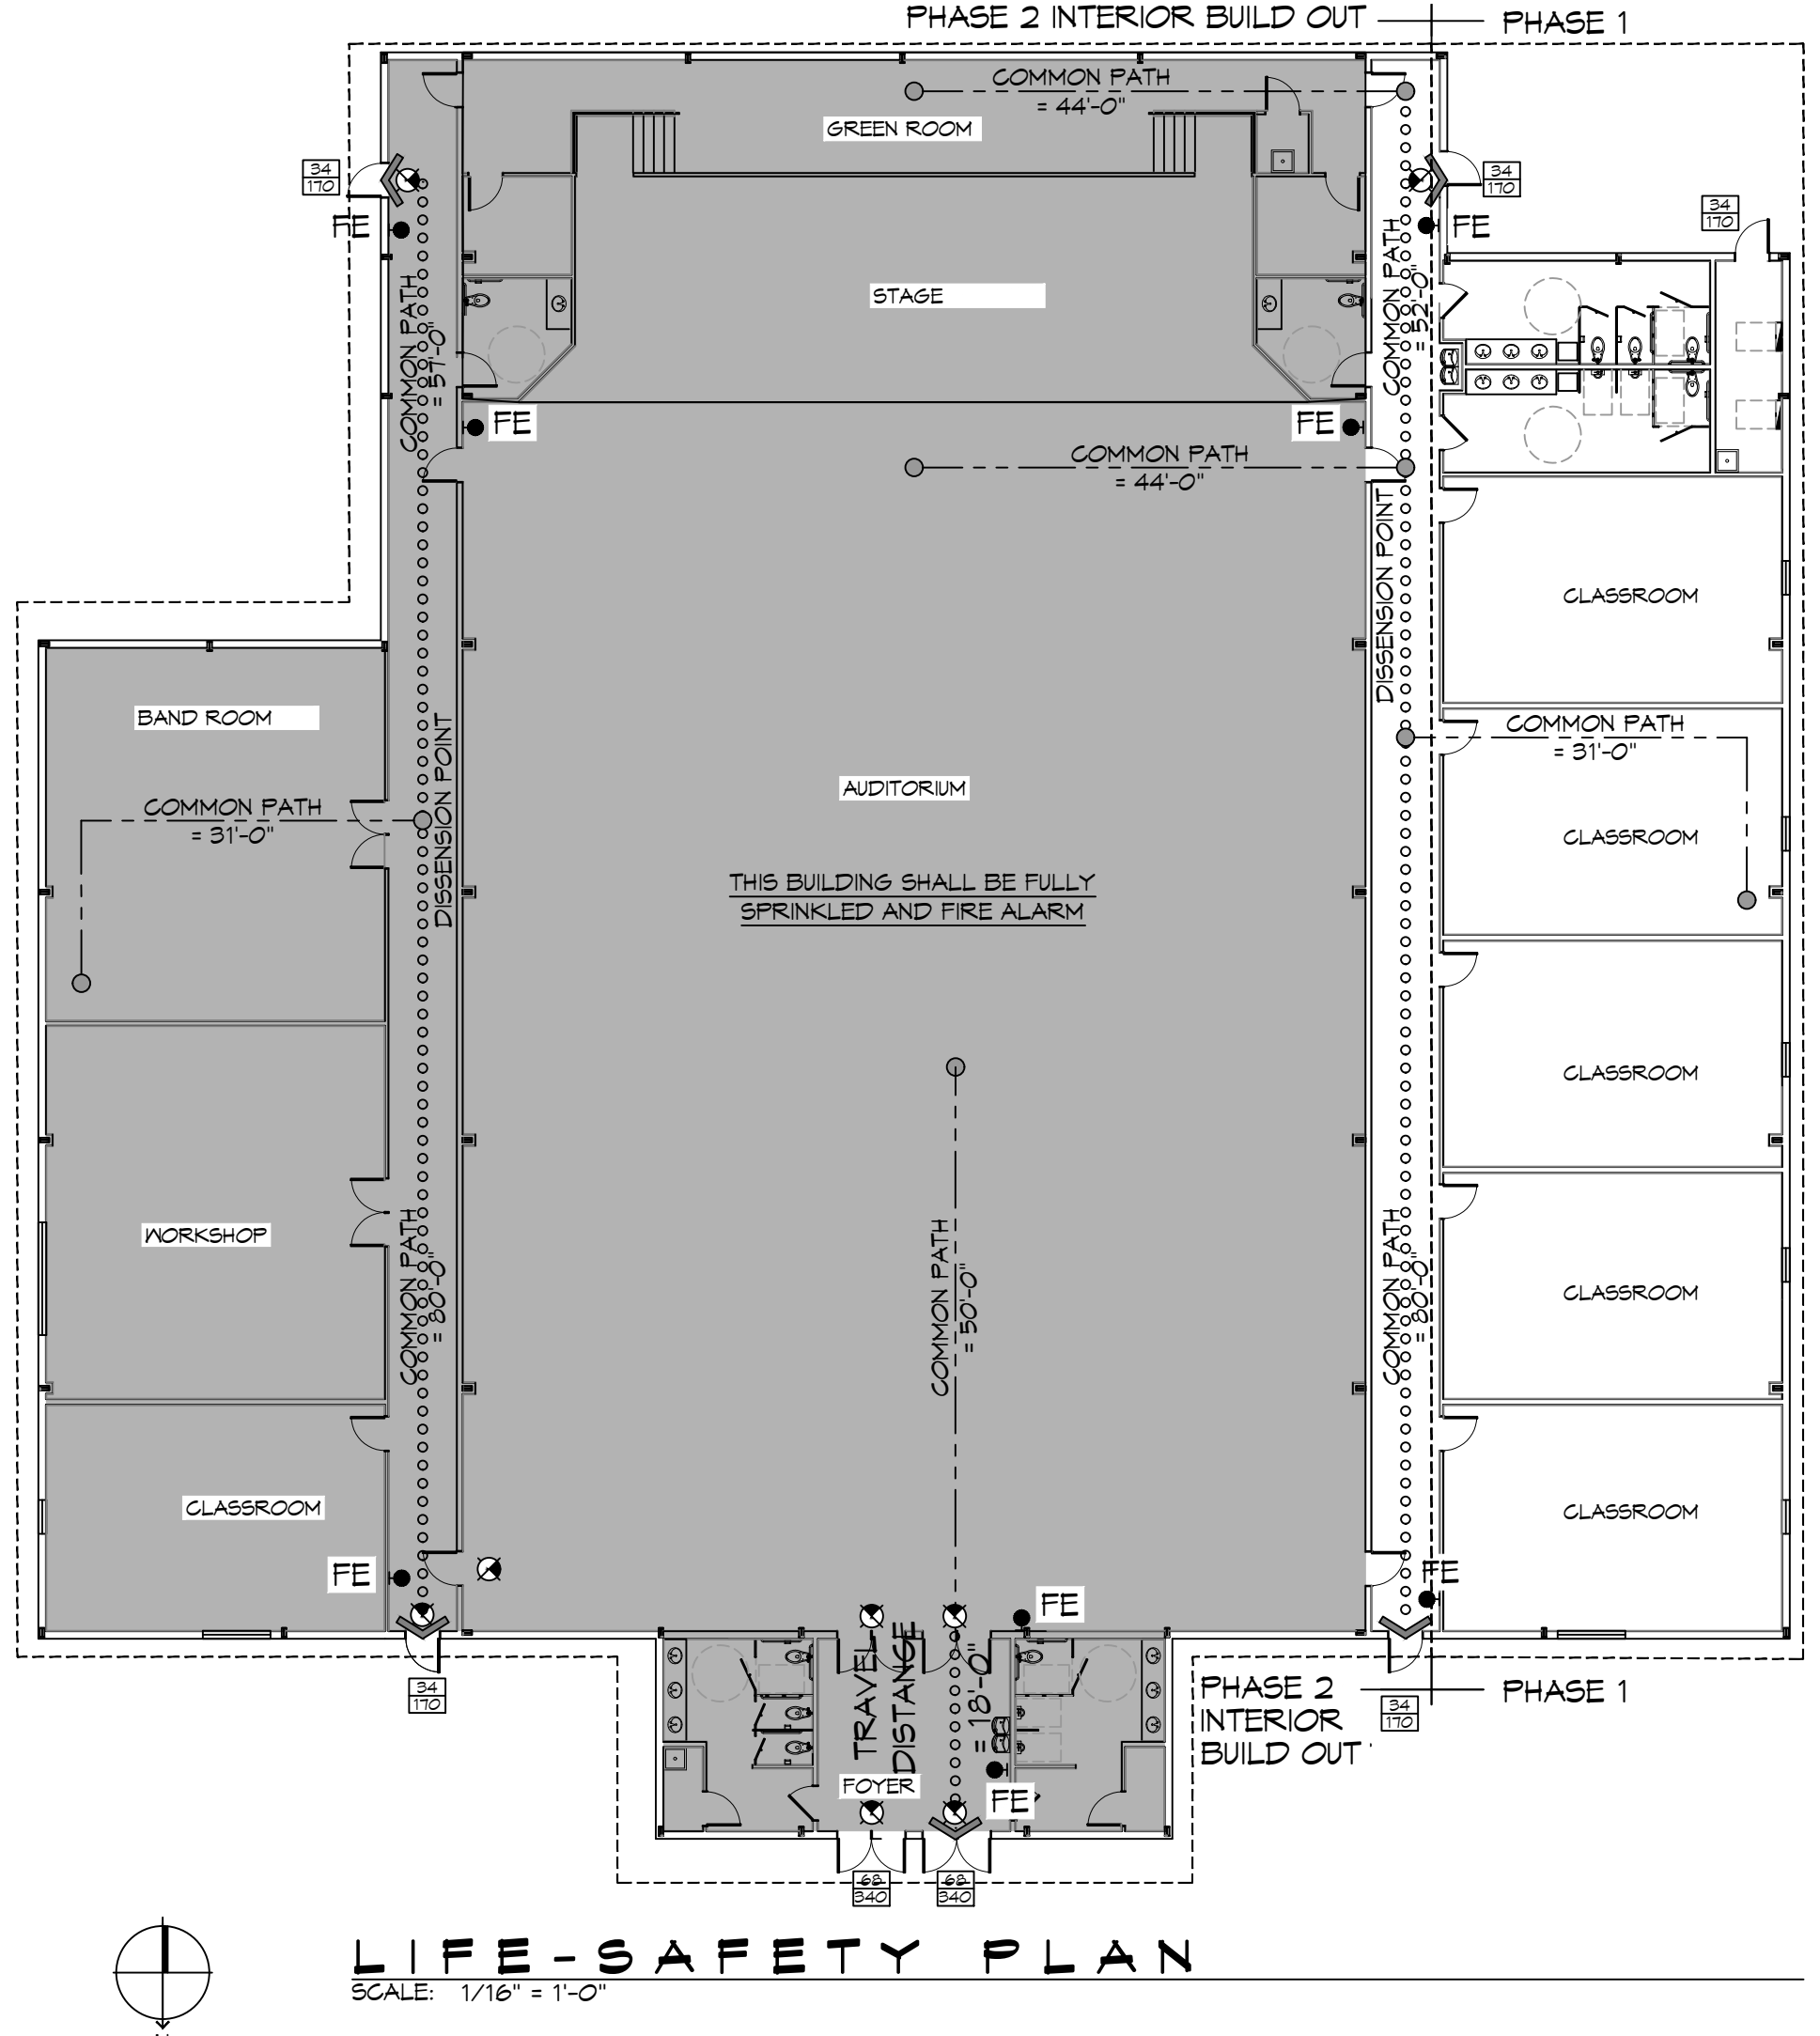 PHASE 2 INTERIOR BUILD OUT
PHASE 1
COMMON PATH
= 44'-0"
GREEN ROOM
34
170
34
170
34
170
FE
FE
COMMON PATH
= 57'-0"
STAGE
COMMON PATH
= 52'-0"
FE
FE
COMMON PATH
= 44'-0"
DISSENSION POINT
CLASSROOM
BAND ROOM
DISSENSION POINT
COMMON PATH
= 31'-0"
COMMON PATH
= 31'-0"
AUDITORIUM
CLASSROOM
THIS BUILDING SHALL BE FULLY
SPRINKLED AND FIRE ALARM
CLASSROOM
WORKSHOP
COMMON PATH
= 80'-0"
COMMON PATH
= 50'-0"
COMMON PATH
= 80'-0"
CLASSROOM
CLASSROOM
CLASSROOM
FE
FE
FE
TRAVEL
DISTANCE
= 18'-0"
34
170
PHASE 2
INTERIOR
BUILD OUT
PHASE 1
34
170
FOYER
FE
68
340
68
340
LIFE-SAFETY PLAN
SCALE: 1/16" = 1'-0"